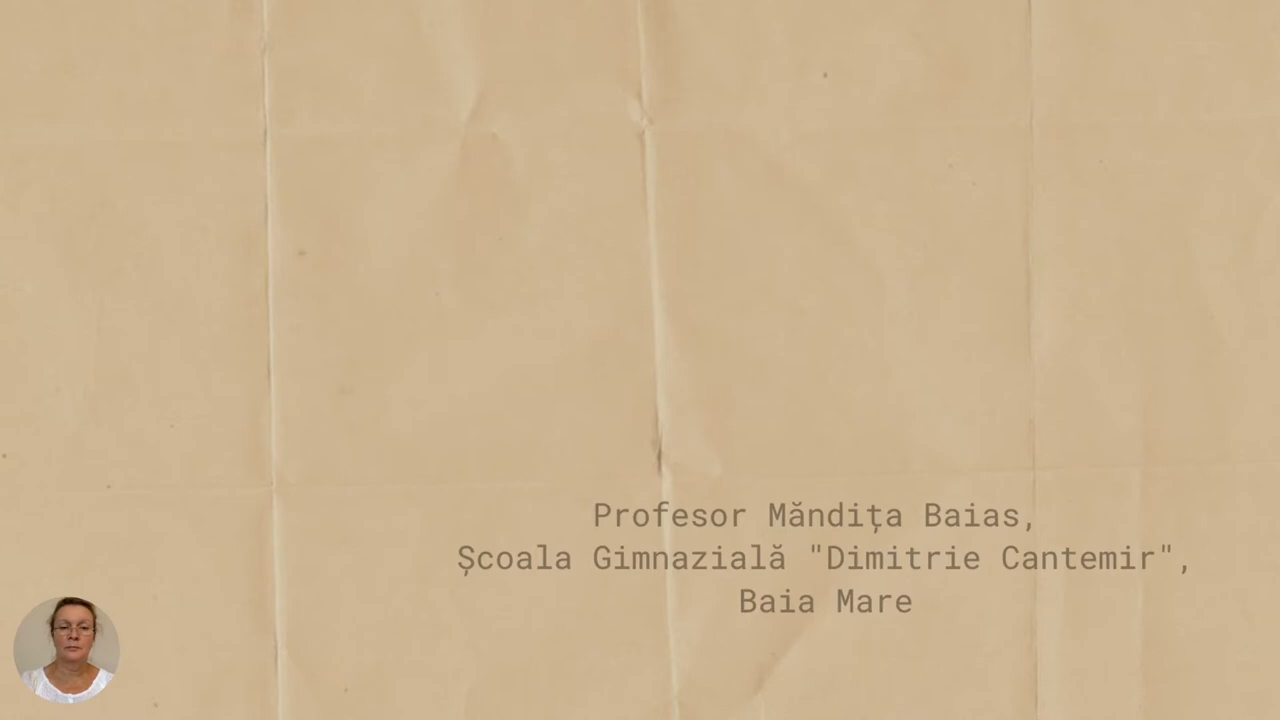 Profesor Măndița Baias,
Școala Gimnazială "Dimitrie Cantemir",
Baia Mare